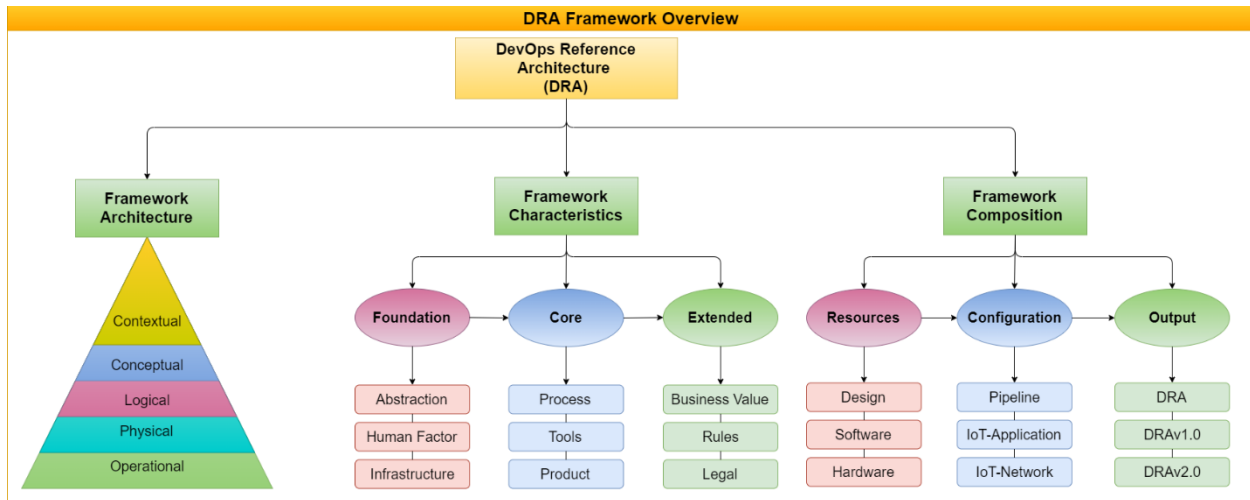 DRA Framework Overview
DevOps Reference
Architecture
(DRA)
Framework
Architecture
Framework
Characteristics
Framework
Composition
Contextual
Conceptual
Logical
Physical
Operational
Foundation
Core
Extended
Resources
Configuration
Output
Abstraction
Process
Business Value
Design
Pipeline
DRA
Human Factor
Tools
Rules
Software
IoT-Application
DRAv1.0
Infrastructure
Product
Legal
Hardware
IoT-Network
DRAv2.0